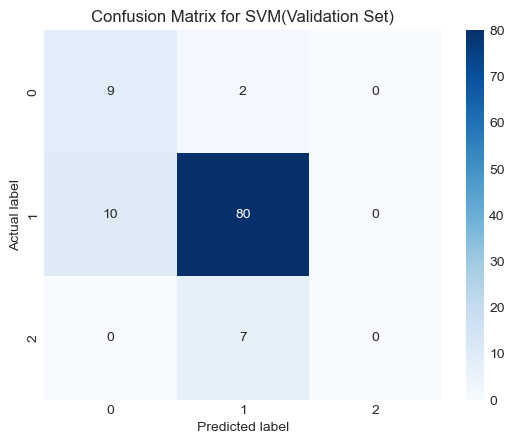 Confusion Matrix for SVM(Validation Set)
Actual label
0
9 2 0
1
10 80 0
2
0 7 0
0 1 2
Predicted label
80
70
60
50
40
30
20
10
0